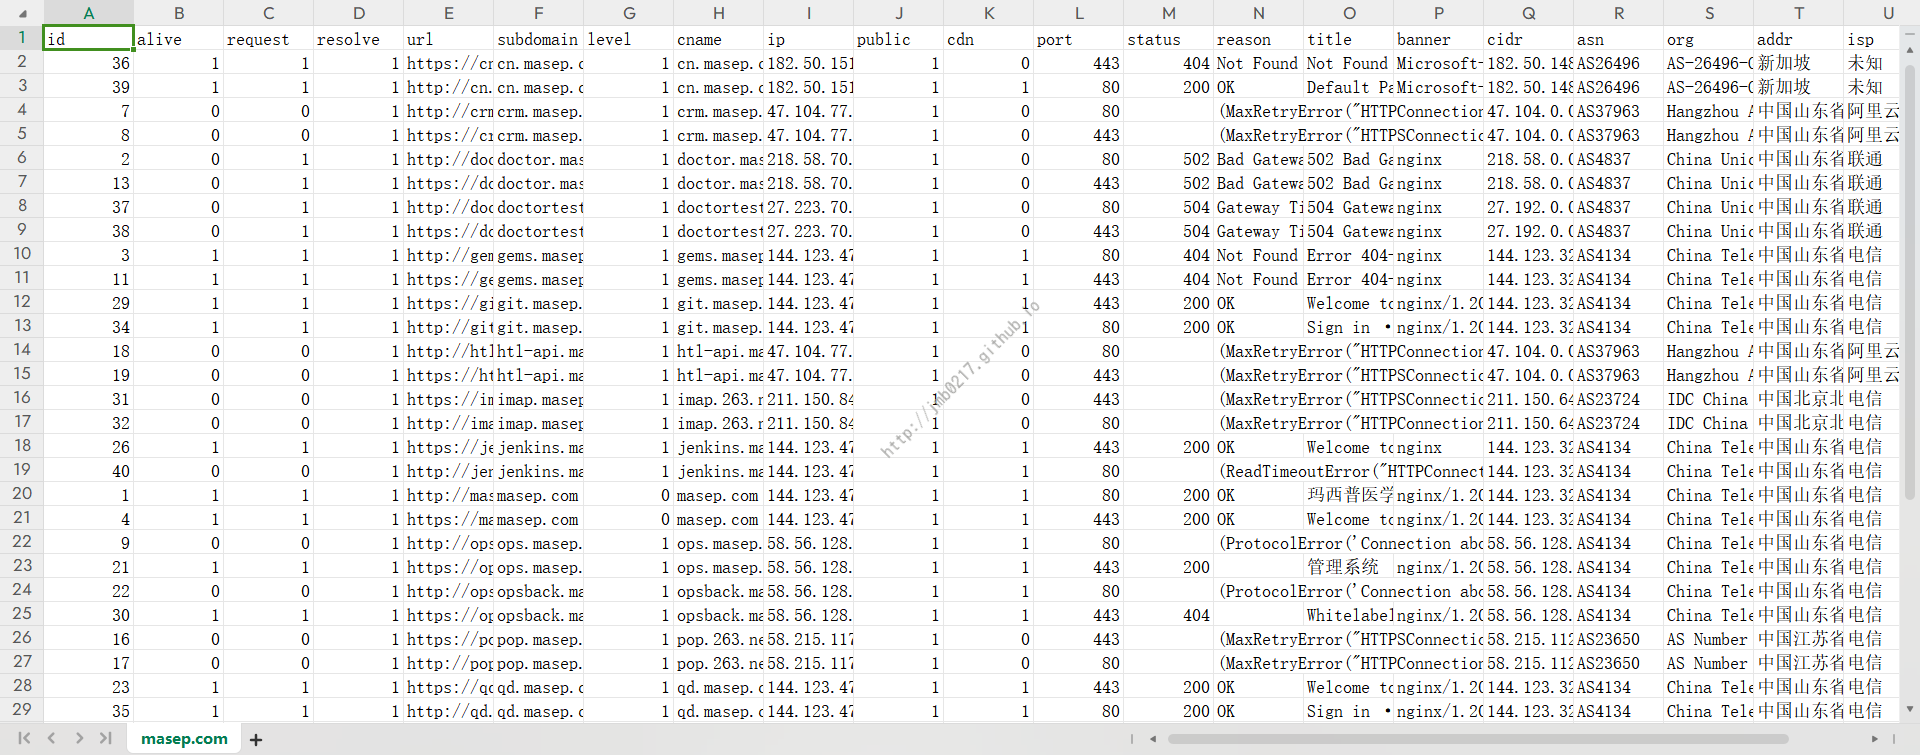 A B C D E F G H I J K L M N O P Q R S T U
1 id alive request resolve url subdomain level cname ip public cdn port status reason title banner cidr asn org addr isp
2 36 1 1 1 https://cn cn.masep.c 1 cn.masep.c 182.50.151 1 0 443 404 Not Found Not Found Microsoft- 182.50.148 AS26496 AS-26496-G 新加坡 未知
3 39 1 1 1 http://cn. cn.masep.c 1 cn.masep.c 182.50.151 1 1 80 200 OK Default Pa Microsoft- 182.50.148 AS26496 AS-26496-G 新加坡 未知
4 7 0 0 1 http://crm crm.masep. 1 crm.masep. 47.104.77. 1 0 80 (MaxRetryError("HTTPConnection 47.104.0.0 AS37963 Hangzhou A 中国山东省 阿里云
5 8 0 0 1 https://cr crm.masep. 1 crm.masep. 47.104.77. 1 0 443 (MaxRetryError("HTTPSConnectio 47.104.0.0 AS37963 Hangzhou A 中国山东省 阿里云
6 2 0 1 1 http://doc doctor.mas 1 doctor.mas 218.58.70. 1 0 80 502 Bad Gatewa 502 Bad Ga nginx 218.58.0.0 AS4837 China Unic 中国山东省 联通
7 13 0 1 1 https://do doctor.mas 1 doctor.mas 218.58.70. 1 0 443 502 Bad Gatewa 502 Bad Ga nginx 218.58.0.0 AS4837 China Unic 中国山东省 联通
8 37 0 1 1 http://doc doctortest 1 doctortest 27.223.70. 1 0 80 504 Gateway Ti 504 Gatewa nginx 27.192.0.0 AS4837 China Unic 中国山东省 联通
9 38 0 1 1 https://do doctortest 1 doctortest 27.223.70. 1 0 443 504 Gateway Ti 504 Gatewa nginx 27.192.0.0 AS4837 China Unic 中国山东省 联通
10 3 1 1 1 http://gem gems.masep 1 gems.masep 144.123.47 1 1 80 404 Not Found Error 404- nginx/1.20 144.123.32 AS4134 China Tele 中国山东省 电信
11 11 1 1 1 https://ge gems.masep 1 gems.masep 144.123.47 1 1 443 404 Not Found Error 404- nginx/1.20 144.123.32 AS4134 China Tele 中国山东省 电信
12 29 1 1 1 https://gi git.masep. 1 git.masep. 144.123.47 1 1 443 200 OK Welcome to nginx/1.20 144.123.32 AS4134 China Tele 中国山东省 电信
13 34 1 1 1 http://git git.masep. 1 git.masep. 144.123.47 1 1 80 200 OK Sign in · nginx/1.20 144.123.32 AS4134 China Tele 中国山东省 电信
14 18 0 0 1 http://htl htl-api.ma 1 htl-api.ma 47.104.77. 1 0 80 (MaxRetryError("HTTPConnection 47.104.0.0 AS37963 Hangzhou A 中国山东省 阿里云
15 19 0 0 1 https://ht htl-api.ma 1 htl-api.ma 47.104.77. 1 0 443 (MaxRetryError("HTTPSConnectio 47.104.0.0 AS37963 Hangzhou A 中国山东省 阿里云
16 31 0 0 1 https://im imap.masep 1 imap.263.n 211.150.84 1 0 443 (MaxRetryError("HTTPSConnectio 211.150.64 AS23724 IDC China 中国北京北 电信
17 32 0 0 1 http://ima imap.masep 1 imap.263.n 211.150.84 1 0 80 (MaxRetryError("HTTPConnection 211.150.64 AS23724 IDC China 中国北京北 电信
18 26 1 1 1 https://je jenkins.ma 1 jenkins.ma 144.123.47 1 1 443 200 OK Welcome to nginx 144.123.32 AS4134 China Tele 中国山东省 电信
19 40 0 0 1 http://jen jenkins.ma 1 jenkins.ma 144.123.47 1 1 80 (ReadTimeoutError("HTTPConnect 144.123.32 AS4134 China Tele 中国山东省 电信
20 1 1 1 1 http://mas masep.com 0 masep.com 144.123.47 1 1 80 200 OK 玛西普医学 nginx/1.20 144.123.32 AS4134 China Tele 中国山东省 电信
21 4 1 1 1 https://ma masep.com 0 masep.com 144.123.47 1 1 443 200 OK Welcome to nginx/1.20 144.123.32 AS4134 China Tele 中国山东省 电信
22 9 0 0 1 http://ops ops.masep. 1 ops.masep. 58.56.128. 1 1 80 (ProtocolError('Connection abo 58.56.128. AS4134 China Tele 中国山东省 电信
23 21 1 1 1 https://op ops.masep. 1 ops.masep. 58.56.128. 1 1 443 200 管理系统 nginx/1.20 58.56.128. AS4134 China Tele 中国山东省 电信
24 22 0 0 1 http://ops opsback.ma 1 opsback.ma 58.56.128. 1 1 80 (ProtocolError('Connection abo 58.56.128. AS4134 China Tele 中国山东省 电信
25 30 1 1 1 https://op opsback.ma 1 opsback.ma 58.56.128. 1 1 443 404 Whitelabel nginx/1.20 58.56.128. AS4134 China Tele 中国山东省 电信
26 16 0 0 1 https://po pop.masep. 1 pop.263.ne 58.215.117 1 0 443 (MaxRetryError("HTTPSConnectio 58.215.112 AS23650 AS Number 中国江苏省 电信
27 17 0 0 1 http://pop pop.masep. 1 pop.263.ne 58.215.117 1 0 80 (MaxRetryError("HTTPConnection 58.215.112 AS23650 AS Number 中国江苏省 电信
28 23 1 1 1 https://qd qd.masep.c 1 qd.masep.c 144.123.47 1 1 443 200 OK Welcome to nginx/1.20 144.123.32 AS4134 China Tele 中国山东省 电信
29 35 1 1 1 http://qd. qd.masep.c 1 qd.masep.c 144.123.47 1 1 80 200 OK Sign in · nginx/1.20 144.123.32 AS4134 China Tele 中国山东省 电信
http://jmb0217.github.io
masep.com